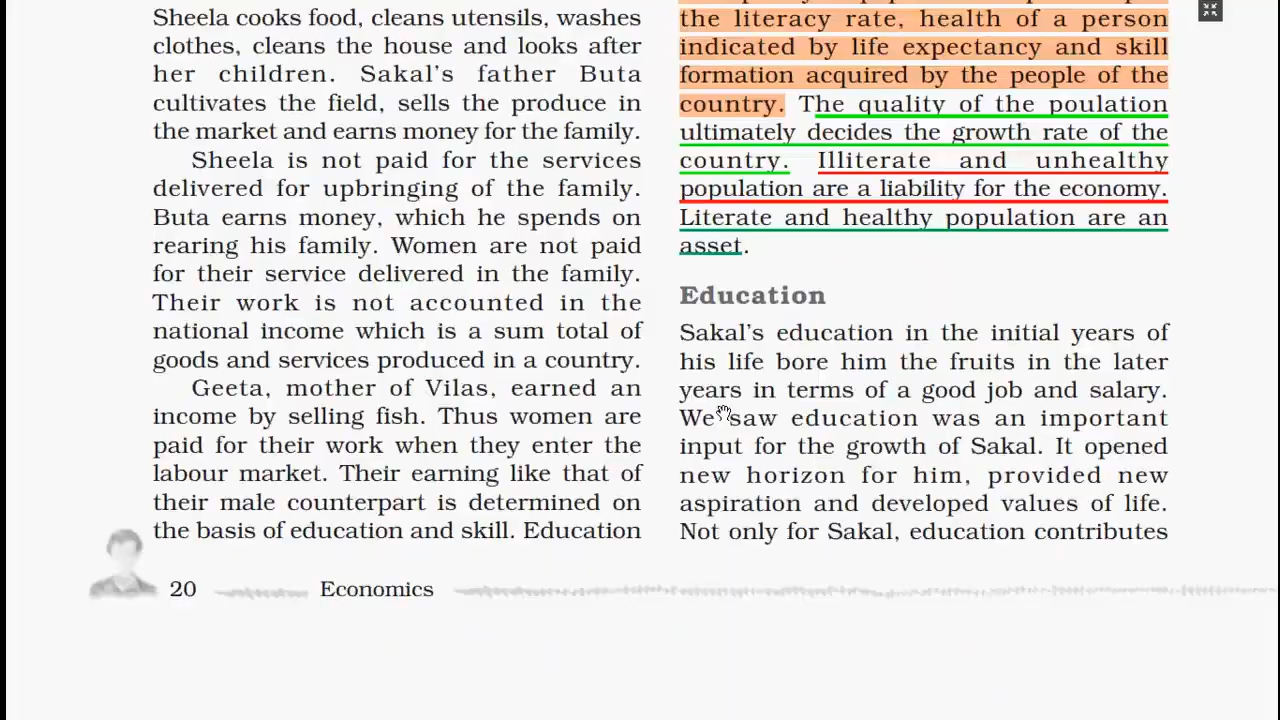 Sheela cooks food, cleans utensils, washes
clothes, cleans the house and looks after
her children. Sakal's father Buta
cultivates the field, sells the produce in
the market and earns money for the family.
Sheela is not paid for the services
delivered for upbringing of the family.
Buta earns money, which he spends on
rearing his family. Women are not paid
for their service delivered in the family.
Their work is not accounted in the
national income which is a sum total of
goods and services produced in a country.
Geeta, mother of Vilas, earned an
income by selling fish. Thus women are
paid for their work when they enter the
labour market. Their earning like that of
their male counterpart is determined on
the basis of education and skill. Education
the literacy rate, health of a person
indicated by life expectancy and skill
formation acquired by the people of the
country. The quality of the poulation
ultimately decides the growth rate of the
country. Illiterate and unhealthy
population are a liability for the economy.
Literate and healthy population are an
asset.
Education
Sakal's education in the initial years of
his life bore him the fruits in the later
years in terms of a good job and salary.
We saw education was an important
input for the growth of Sakal. It opened
new horizon for him, provided new
aspiration and developed values of life.
Not only for Sakal, education contributes
20 Economics